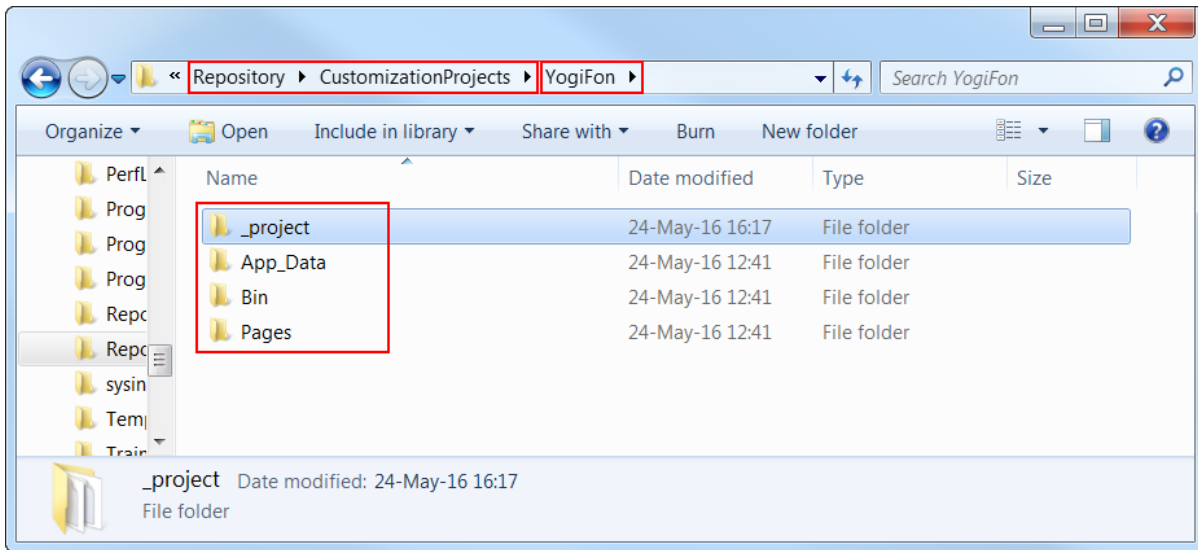 « Repository CustomizationProjects YogiFon Search YogiFon
Organize Open Include in library Share with Burn New folder
Name Date modified Type Size
PerfL
Prog
Prog
Prog
Repo
Repo
sysin
Temp
Train
_project 24-May-16 16:17 File folder
App_Data 24-May-16 12:41 File folder
Bin 24-May-16 12:41 File folder
Pages 24-May-16 12:41 File folder
_project Date modified: 24-May-16 16:17
File folder